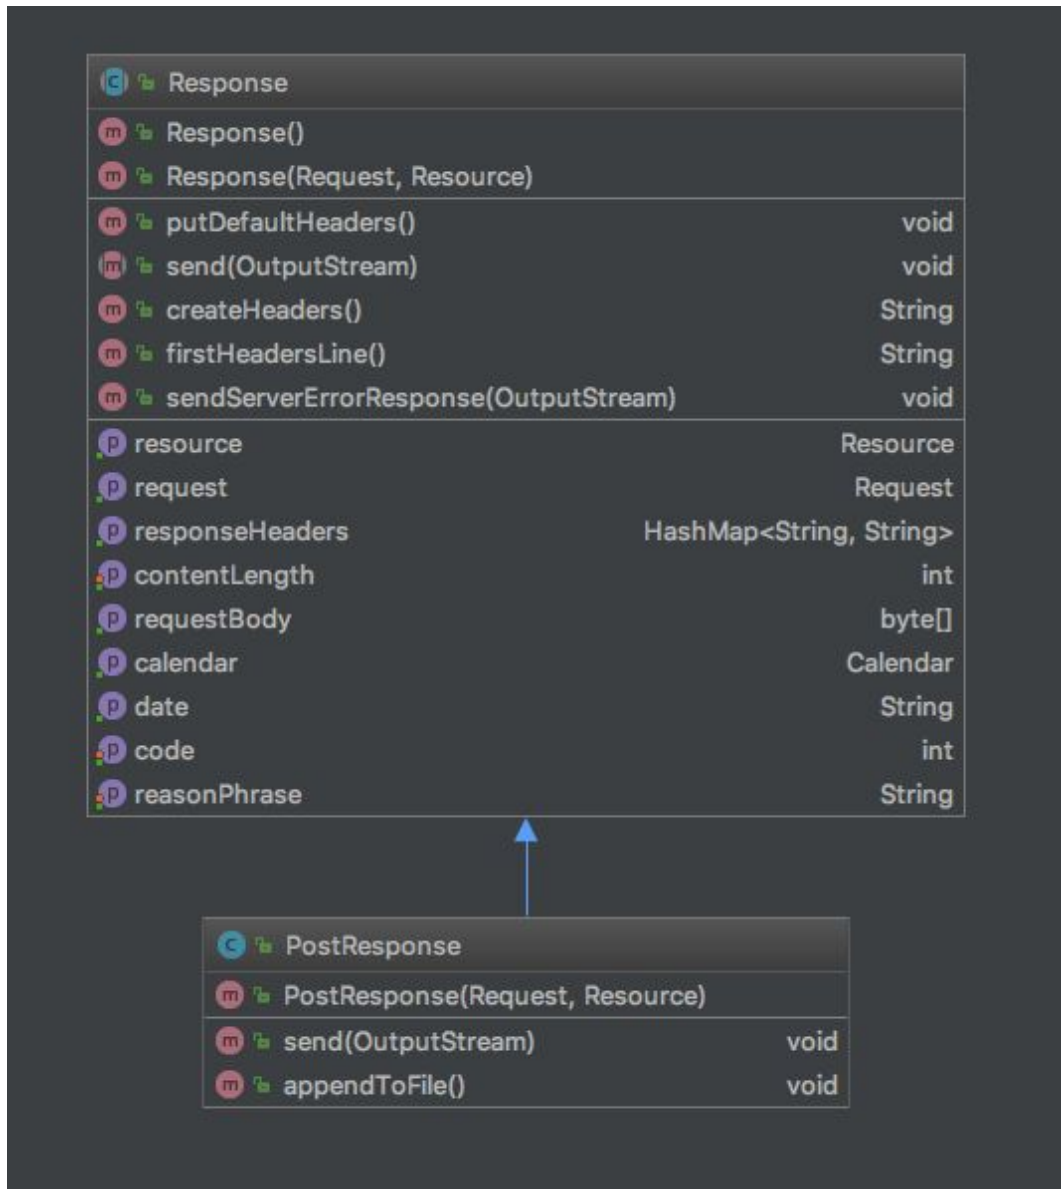 Response
Response()
Response(Request, Resource)
putDefaultHeaders() void
send(OutputStream) void
createHeaders() String
firstHeadersLine() String
sendServerErrorResponse(OutputStream) void
resource Resource
request Request
responseHeaders HashMap<String, String>
contentLength int
requestBody byte[]
calendar Calendar
date String
code int
reasonPhrase String
PostResponse
PostResponse(Request, Resource)
send(OutputStream) void
appendToFile() void